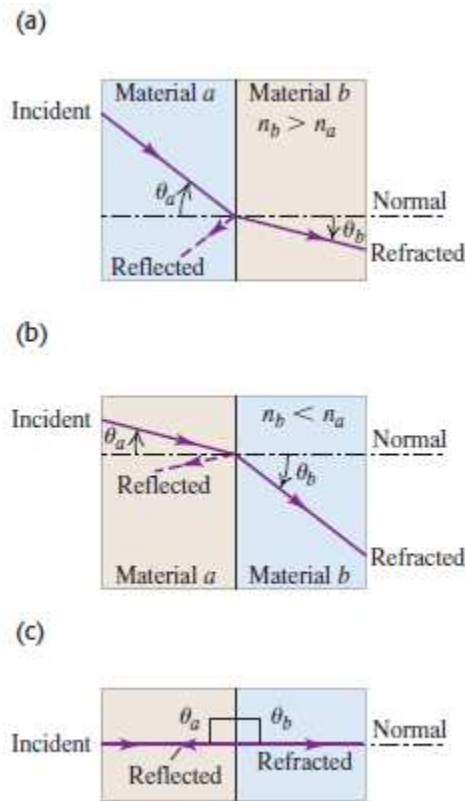 (a)
Material a Material b
Incident n_b > n_a
θ_a
Normal
θ_b
Reflected Refracted
(b)
Incident n_b < n_a
θ_a Normal
Reflected θ_b
Refracted
Material a Material b
(c)
θ_a θ_b
Incident Normal
Reflected Refracted